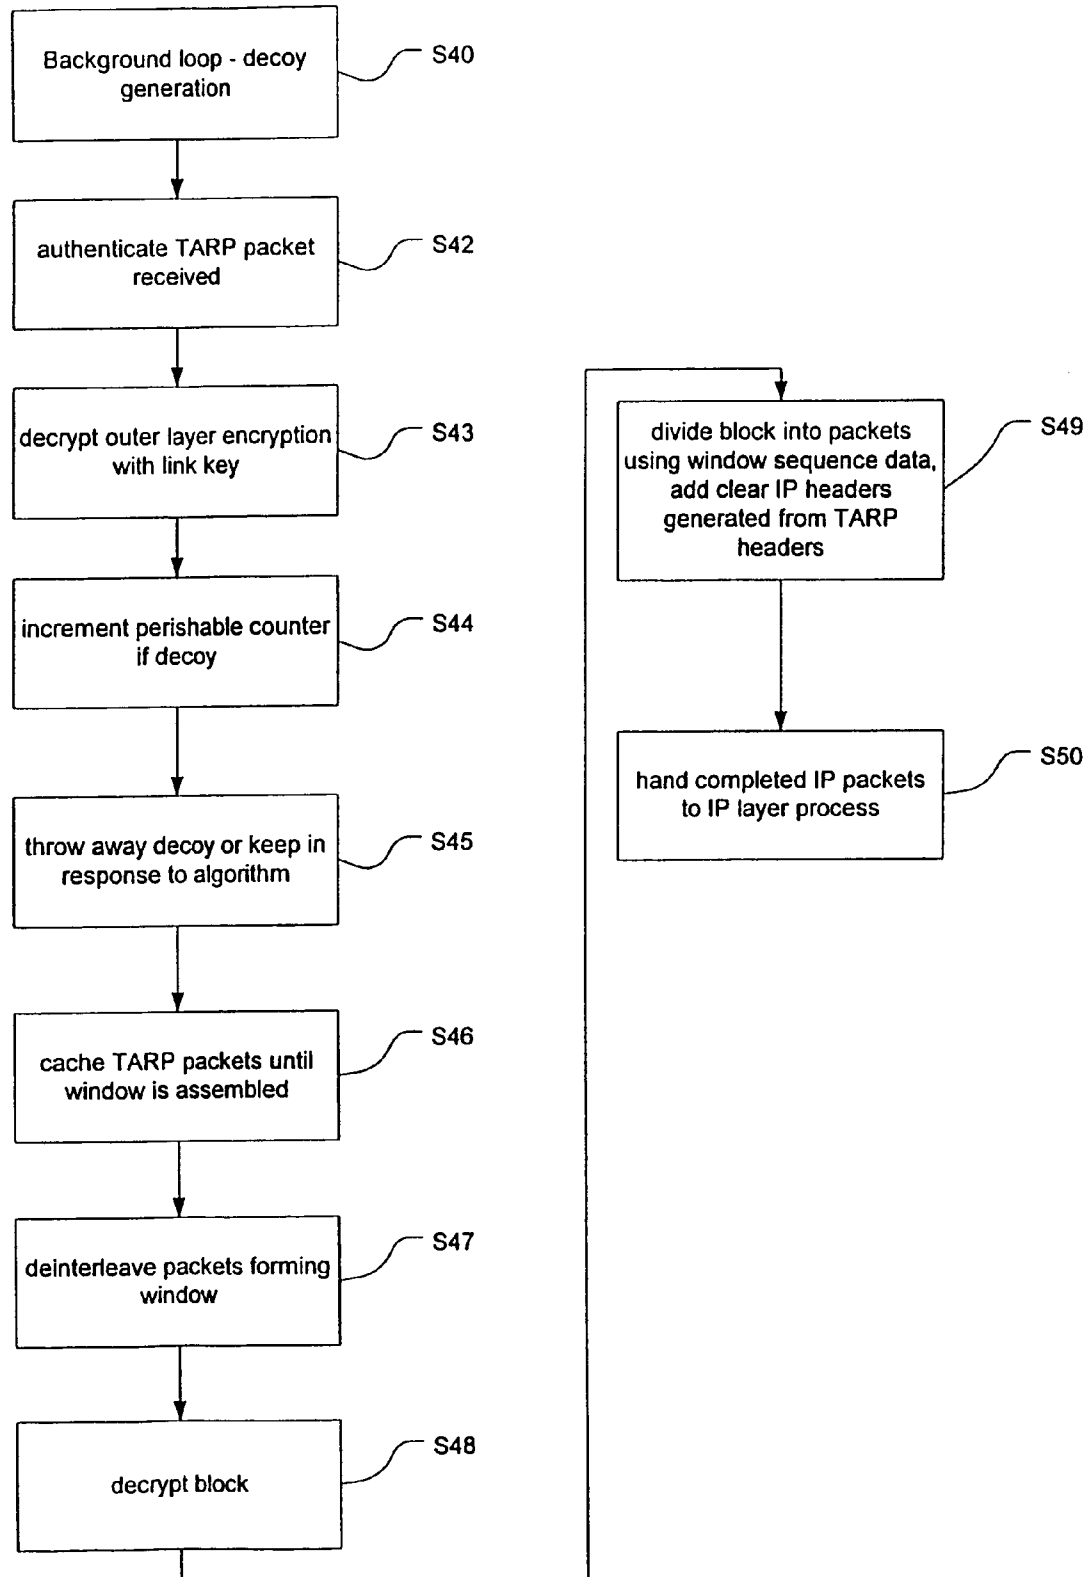 Background loop - decoy
generation
S40
authenticate TARP packet
received
S42
decrypt outer layer encryption
with link key
S43
increment perishable counter
if decoy
S44
throw away decoy or keep in
response to algorithm
S45
cache TARP packets until
window is assembled
S46
deinterleave packets forming
window
S47
decrypt block
S48
divide block into packets
using window sequence data,
add clear IP headers
generated from TARP
headers
S49
hand completed IP packets
to IP layer process
S50